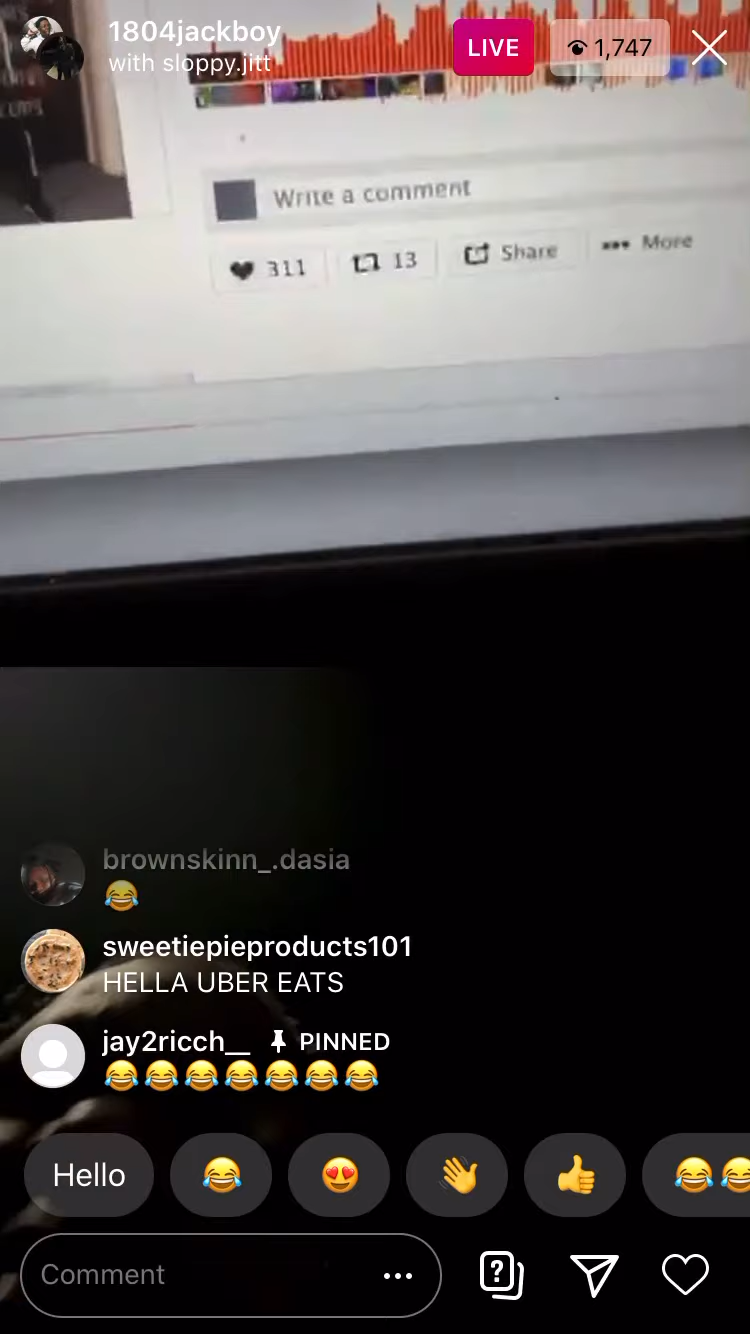 1804jackboy
with sloppy.jitt
LIVE
1,747
Write a comment
311
13
Share
More
brownskinn_.dasia
😂
sweetiepieproducts101
HELLA UBER EATS
jay2ricch__ PINNED
😂😂😂😂😂😂😂
Hello 😂 😍 👋 👍 😂😂
Comment